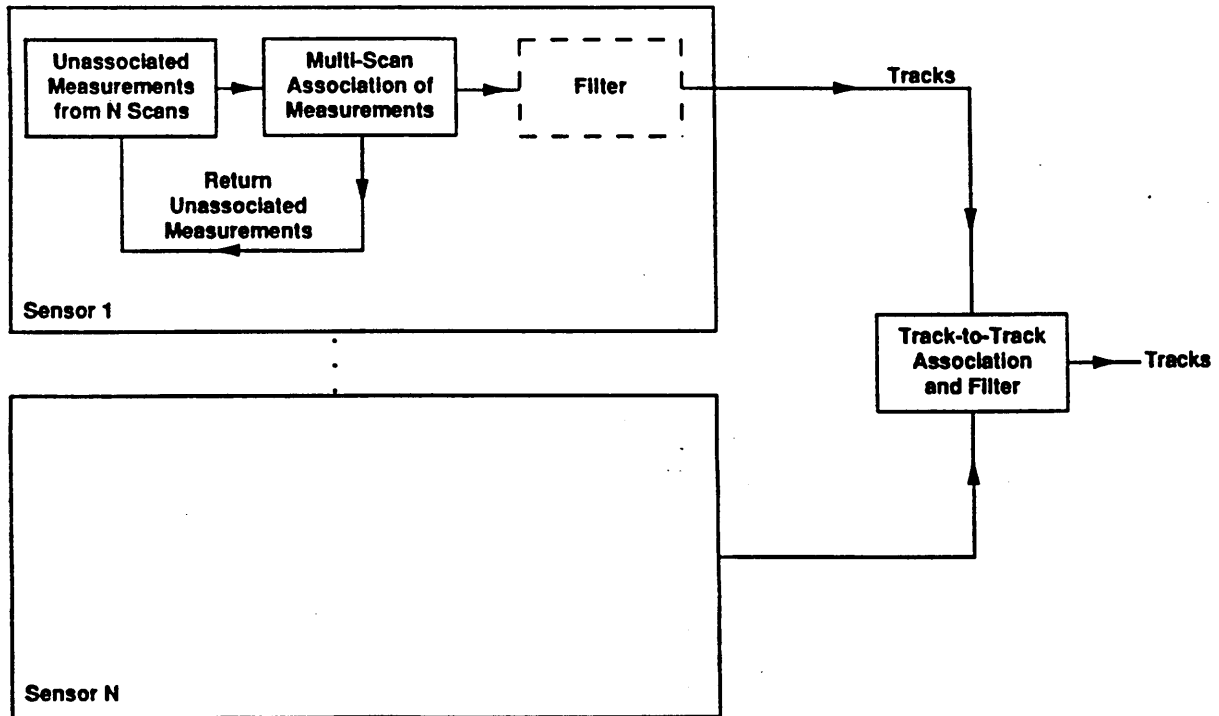 Unassociated
Measurements
from N Scans
Multi-Scan
Association of
Measurements
Filter
Tracks
Return
Unassociated
Measurements
Sensor 1
Track-to-Track
Association
and Filter
Tracks
Sensor N